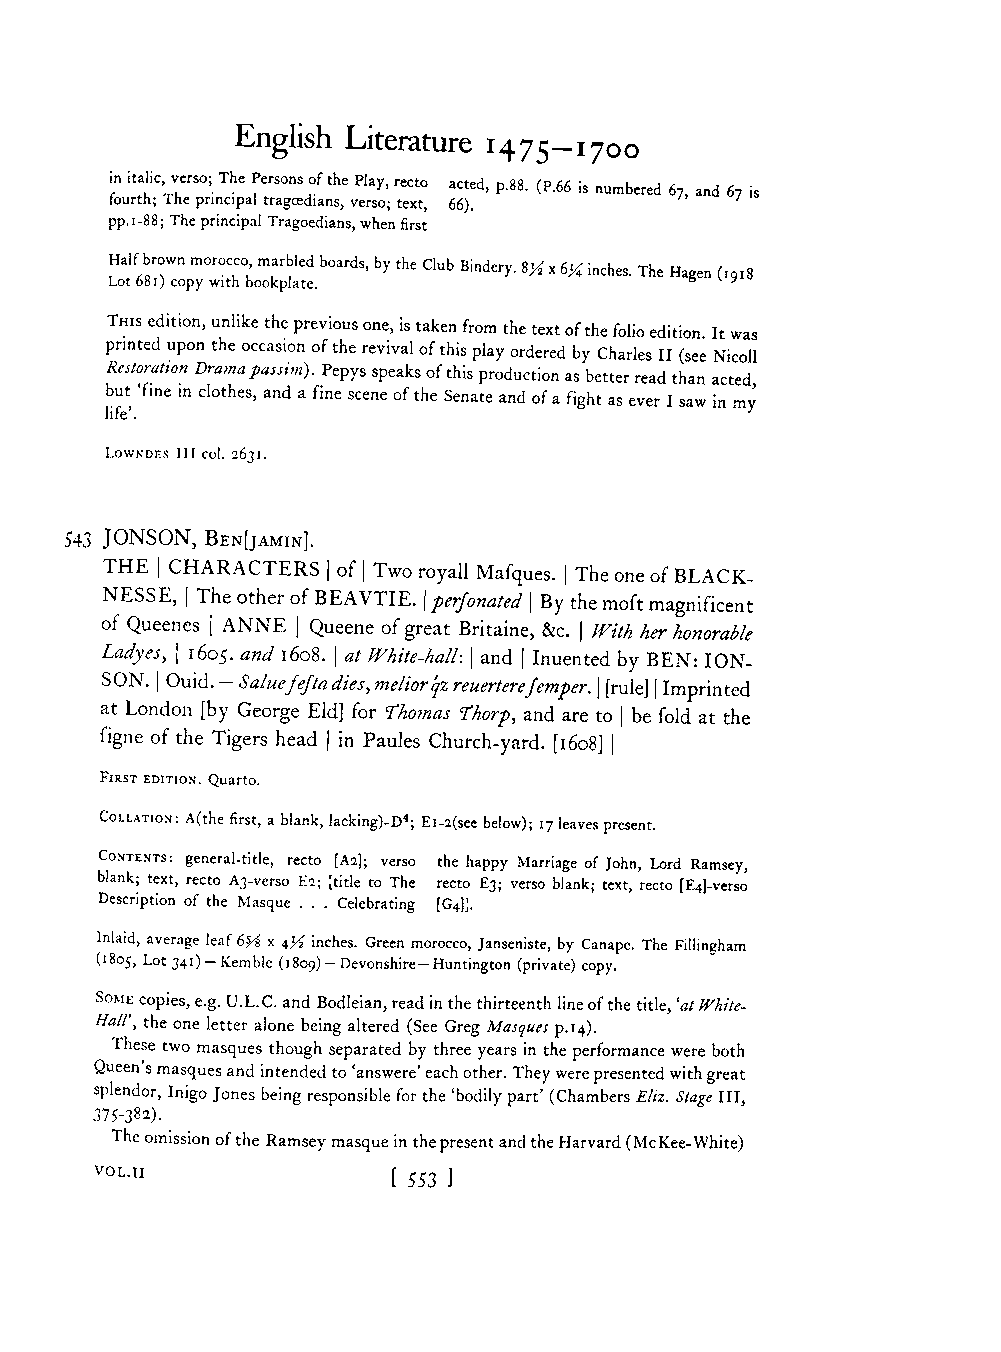 English Literature 1475—1700
in italic, verso; The Persons of the Play, recto
fourth; The principal tragœdians, verso; text,
pp.1-88; The principal Tragoedians, when first
acted, p.88. (P.66 is numbered 67, and 67 is
66).
Half brown morocco, marbled boards, by the Club Bindery. 8¼ x 6¼ inches. The Hagen (1918
Lot 681) copy with bookplate.
THIS edition, unlike the previous one, is taken from the text of the folio edition. It was
printed upon the occasion of the revival of this play ordered by Charles II (see Nicoll
Restoration Drama passim). Pepys speaks of this production as better read than acted,
but ‘fine in clothes, and a fine scene of the Senate and of a fight as ever I saw in my
life’.
LOWNDES III col. 2631.
543 JONSON, BEN[JAMIN].
THE | CHARACTERS | of | Two royall Maſques. | The one of BLACK-
NESSE, | The other of BEAVTIE. | perſonated | By the moſt magnificent
of Queenes | ANNE | Queene of great Britaine, &c. | With her honorable
Ladyes, | 1605. and 1608. | at White-hall: | and | Inuented by BEN: ION-
SON. | Ouid. — Salue feſta dies, melior q́z reuertere ſemper. | [rule] | Imprinted
at London [by George Eld] for Thomas Thorp, and are to | be ſold at the
ſigne of the Tigers head | in Paules Church-yard. [1608] |
FIRST EDITION. Quarto.
COLLATION: A(the first, a blank, lacking)-D⁴; E1-2(see below); 17 leaves present.
CONTENTS: general-title, recto [A2]; verso
blank; text, recto A3-verso E2; [title to The
Description of the Masque . . . Celebrating
the happy Marriage of John, Lord Ramsey,
recto E3; verso blank; text, recto [E4]-verso
[G4]].
Inlaid, average leaf 6⅝ x 4½ inches. Green morocco, Janseniste, by Canape. The Fillingham
(1805, Lot 341) — Kemble (1809) — Devonshire—Huntington (private) copy.
SOME copies, e.g. U.L.C. and Bodleian, read in the thirteenth line of the title, ‘at White-
Hall’, the one letter alone being altered (See Greg Masques p.14).
These two masques though separated by three years in the performance were both
Queen's masques and intended to ‘answere’ each other. They were presented with great
splendor, Inigo Jones being responsible for the ‘bodily part’ (Chambers Eliz. Stage III,
375-382).
The omission of the Ramsey masque in the present and the Harvard (McKee-White)
VOL.II
[ 553 ]